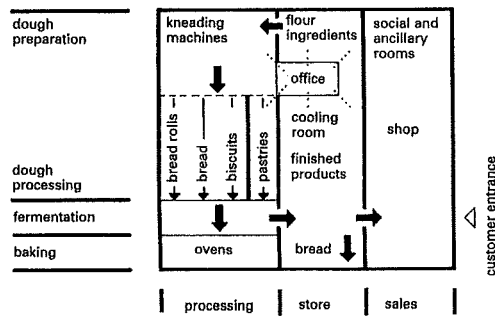 dough
preparation
kneading
machines
flour
ingredients
social and
ancillary
rooms
office
cooling
room
finished
products
shop
bread rolls
bread
biscuits
pastries
dough
processing
fermentation
baking
ovens
bread
customer entrance
processing
store
sales